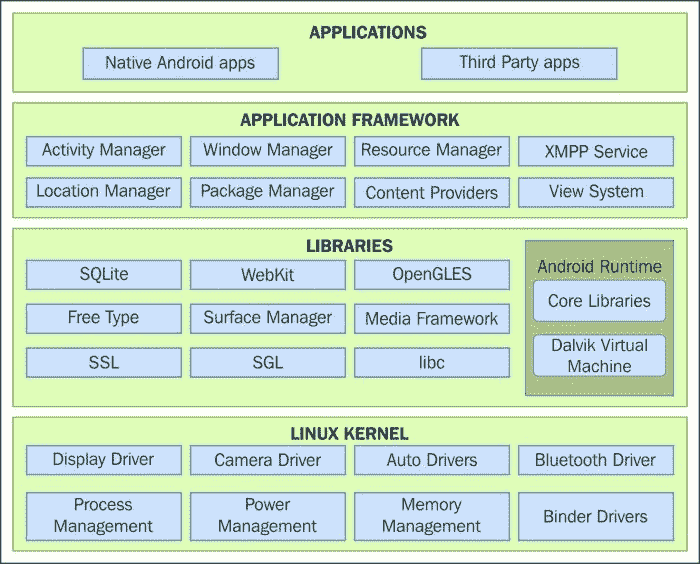 APPLICATIONS
Native Android apps
Third Party apps
APPLICATION FRAMEWORK
Activity Manager
Window Manager
Resource Manager
XMPP Service
Location Manager
Package Manager
Content Providers
View System
LIBRARIES
SQLite
WebKit
OpenGLES
Free Type
Surface Manager
Media Framework
SSL
SGL
libc
Android Runtime
Core Libraries
Dalvik Virtual
Machine
LINUX KERNEL
Display Driver
Camera Driver
Auto Drivers
Bluetooth Driver
Process
Management
Power
Management
Memory
Management
Binder Drivers